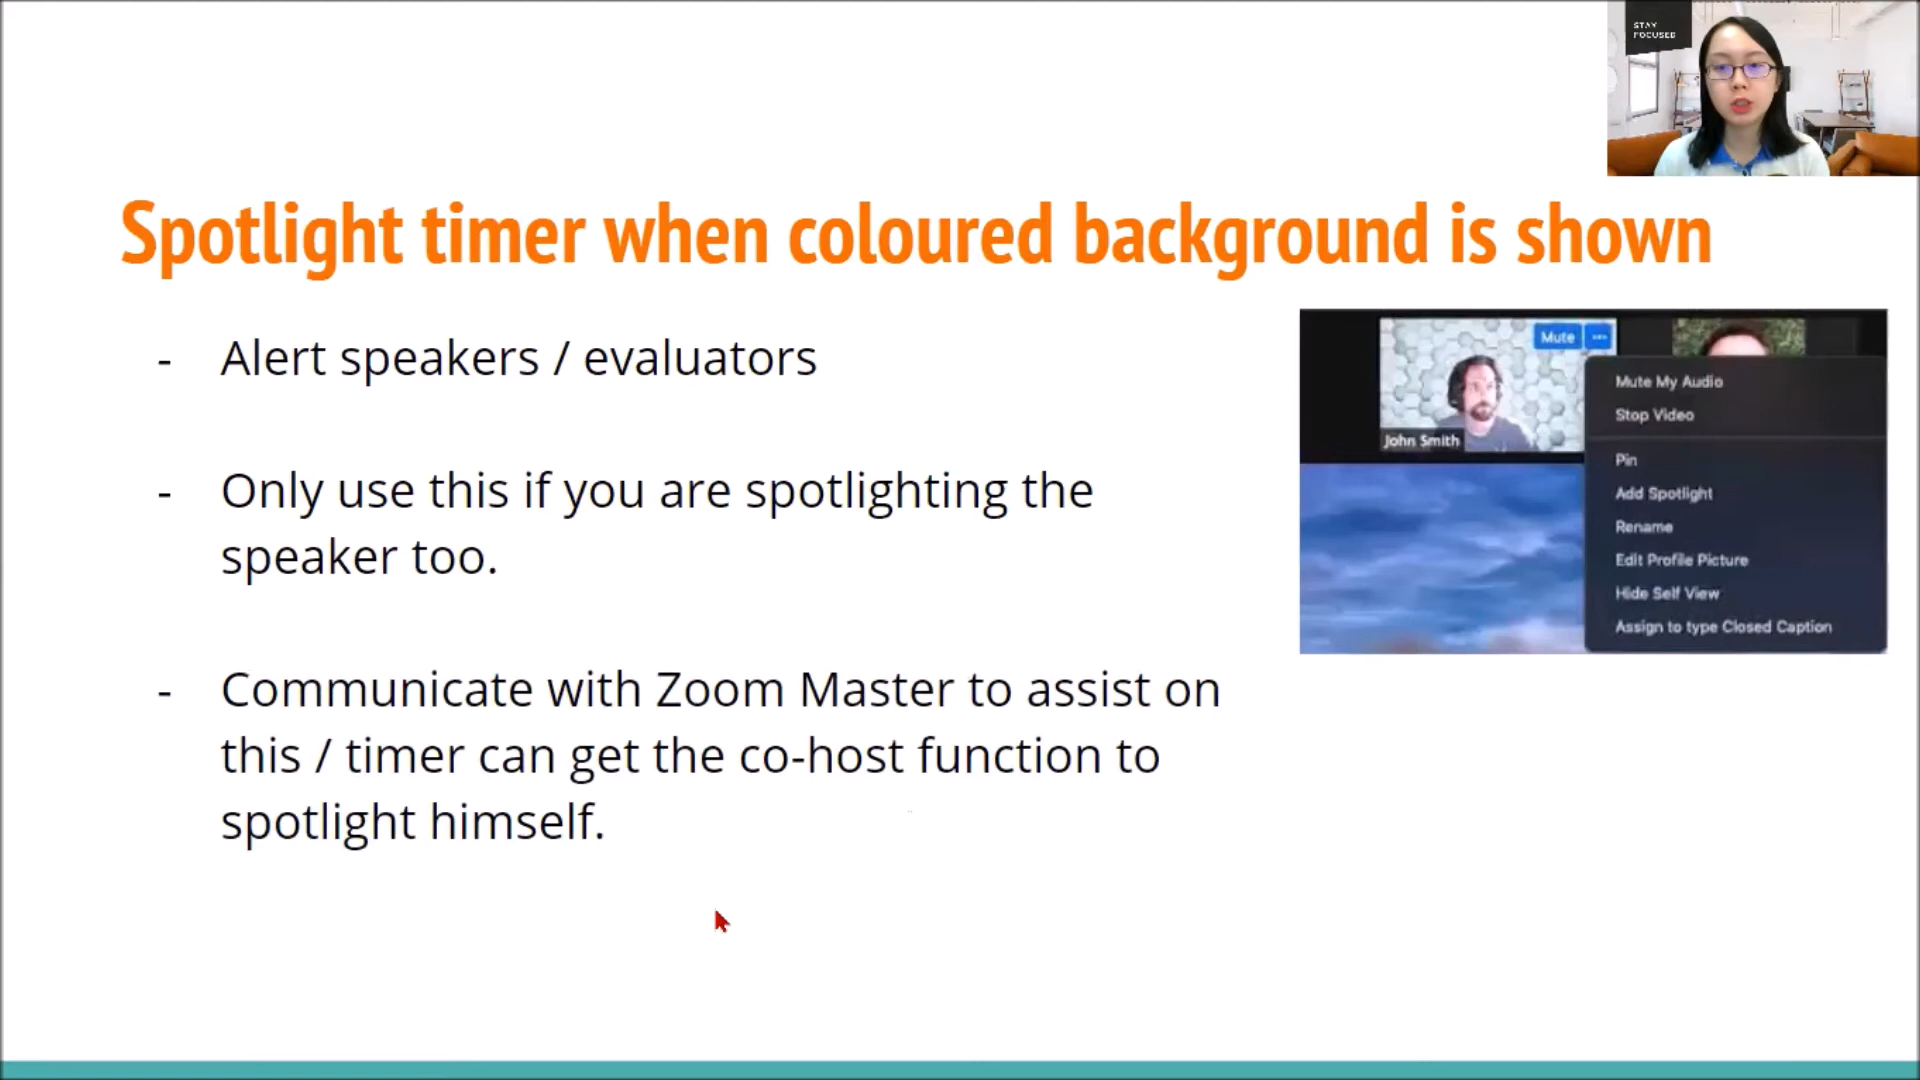 STAY
FOCUSED
Spotlight timer when coloured background is shown
- Alert speakers / evaluators
- Only use this if you are spotlighting the
speaker too.
- Communicate with Zoom Master to assist on
this / timer can get the co-host function to
spotlight himself.
Mute ...
John Smith
Mute My Audio
Stop Video
Pin
Add Spotlight
Rename
Edit Profile Picture
Hide Self View
Assign to type Closed Caption